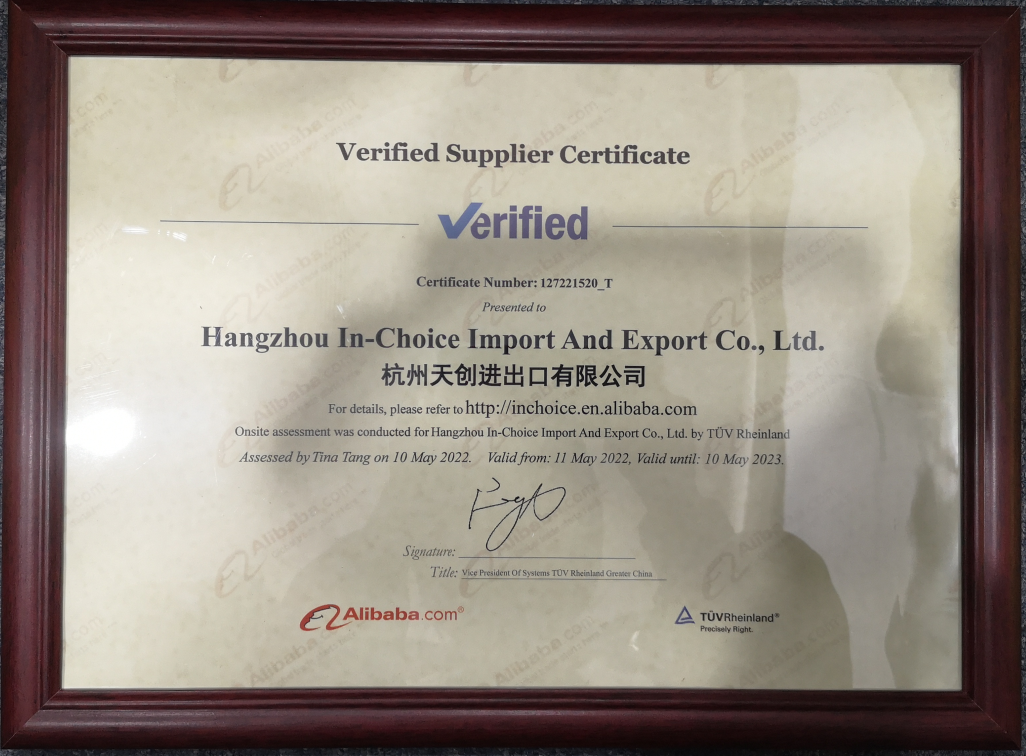 Verified Supplier Certificate
Verified
Certificate Number: 127221520_T
Presented to
Hangzhou In-Choice Import And Export Co., Ltd.
杭州天创进出口有限公司
For details, please refer to http://inchoice.en.alibaba.com
Onsite assessment was conducted for Hangzhou In-Choice Import And Export Co., Ltd. by TÜV Rheinland
Assessed by Tina Tang on 10 May 2022. Valid from: 11 May 2022, Valid until: 10 May 2023.
Signature:
Title: Vice President Of Systems TÜV Rheinland Greater China
Alibaba.com®
TÜVRheinland®
Precisely Right.